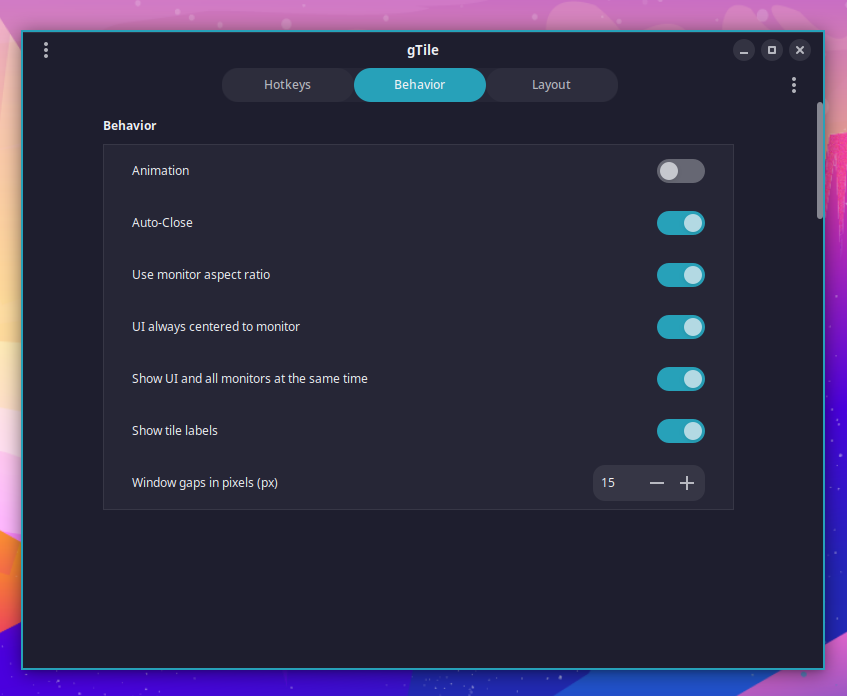 gTile
Hotkeys
Behavior
Layout
Behavior
Animation
Auto-Close
Use monitor aspect ratio
UI always centered to monitor
Show UI and all monitors at the same time
Show tile labels
Window gaps in pixels (px)
15